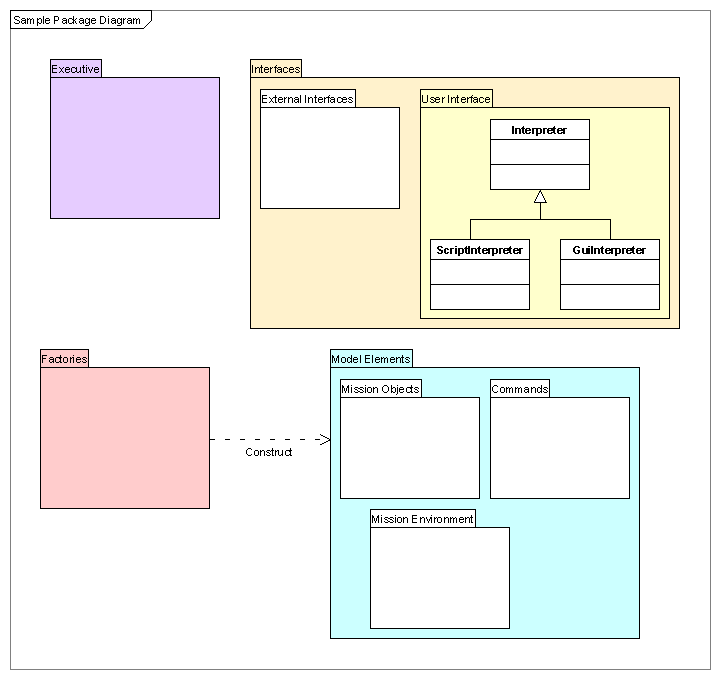 Sample Package Diagram
Executive
Interfaces
External Interfaces
User Interface
Interpreter
ScriptInterpreter
GuiInterpreter
Factories
Model Elements
Mission Objects
Commands
Construct
Mission Environment